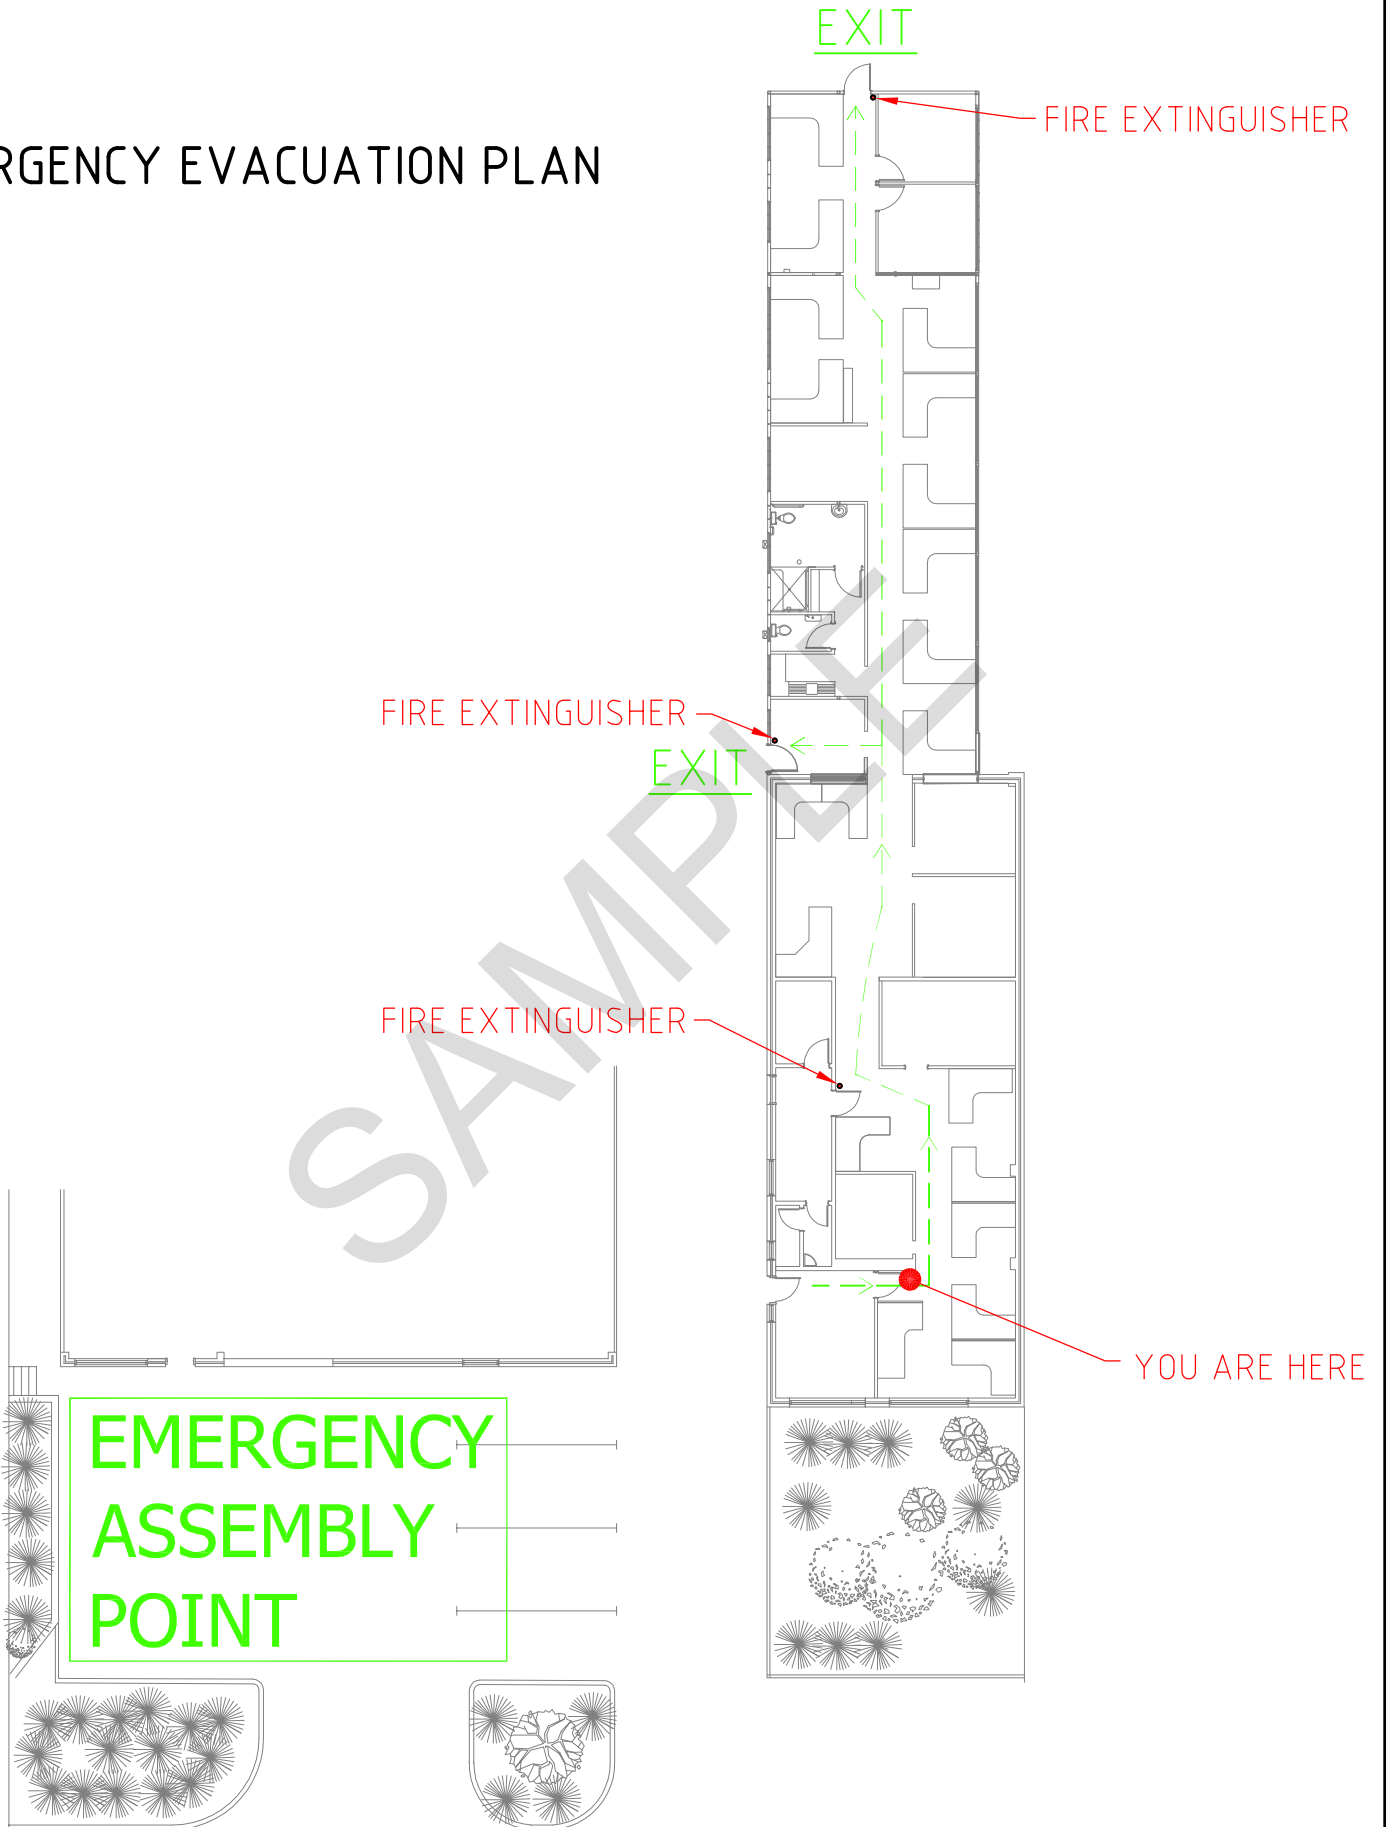 EXIT
FIRE EXTINGUISHER
RGENCY EVACUATION PLAN
FIRE EXTINGUISHER
EXIT
SAMPLE
FIRE EXTINGUISHER
YOU ARE HERE
EMERGENCY
ASSEMBLY
POINT